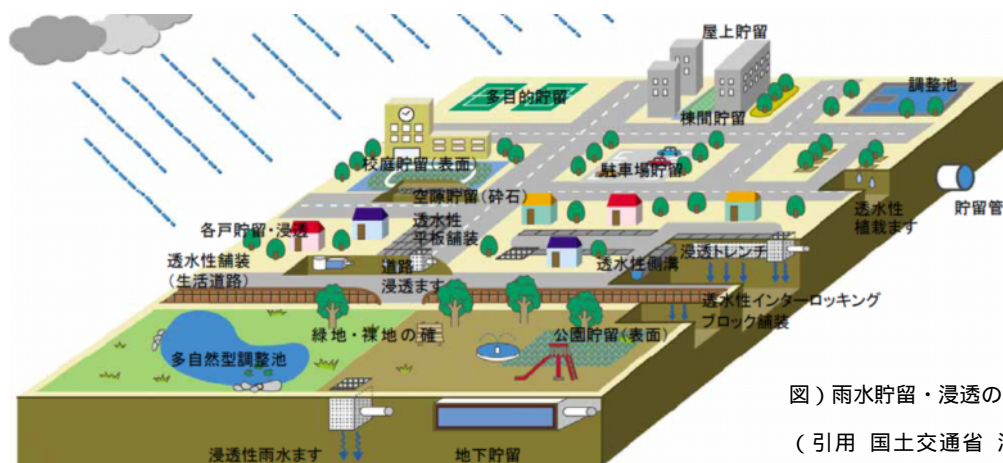 屋上貯留
多目的貯留
調整池
棟間貯留
校庭貯留(表面)
駐車場貯留
空隙貯留(砕石)
透水性
植栽ます
貯留管
各戸貯留・浸透
透水性
平板舗装
透水性舗装
(生活道路)
道路
浸透ます
透水性側溝
浸透トレンチ
透水性インターロッキング
ブロック舗装
緑地・裸地の確
公園貯留(表面)
多自然型調整池
浸透性雨水ます
地下貯留
図)雨水貯留・浸透の
(引用 国土交通省